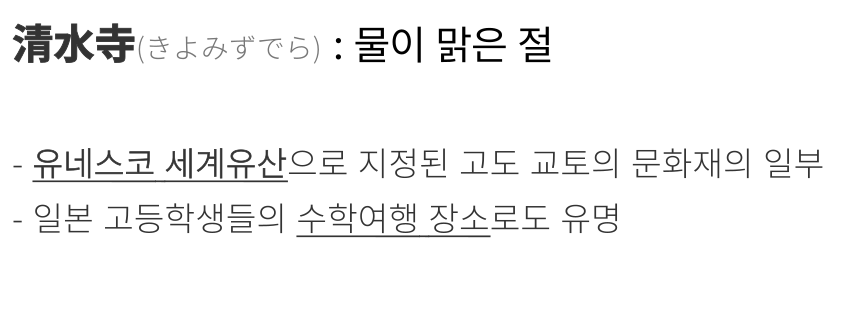 清水寺(きよみずでら) : 물이 맑은 절
- 유네스코 세계유산으로 지정된 고도 교토의 문화재의 일부
- 일본 고등학생들의 수학여행 장소로도 유명